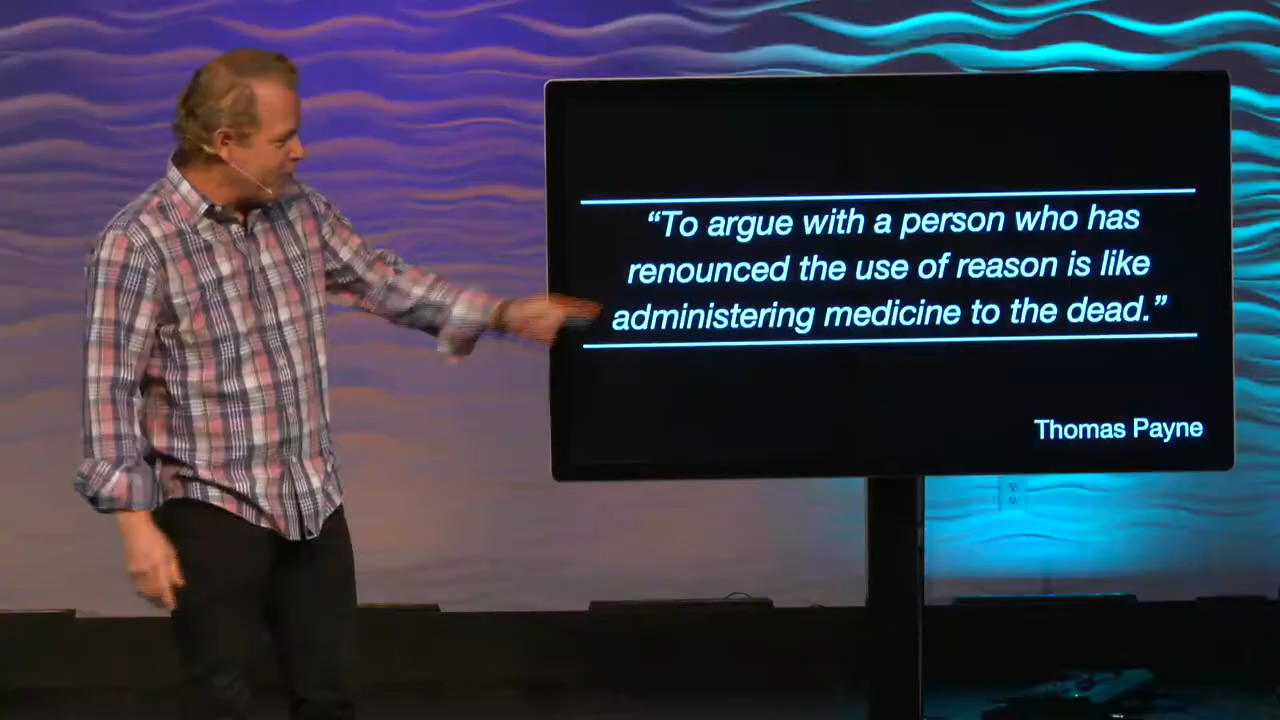 “To argue with a person who has
renounced the use of reason is like
administering medicine to the dead.”
Thomas Payne